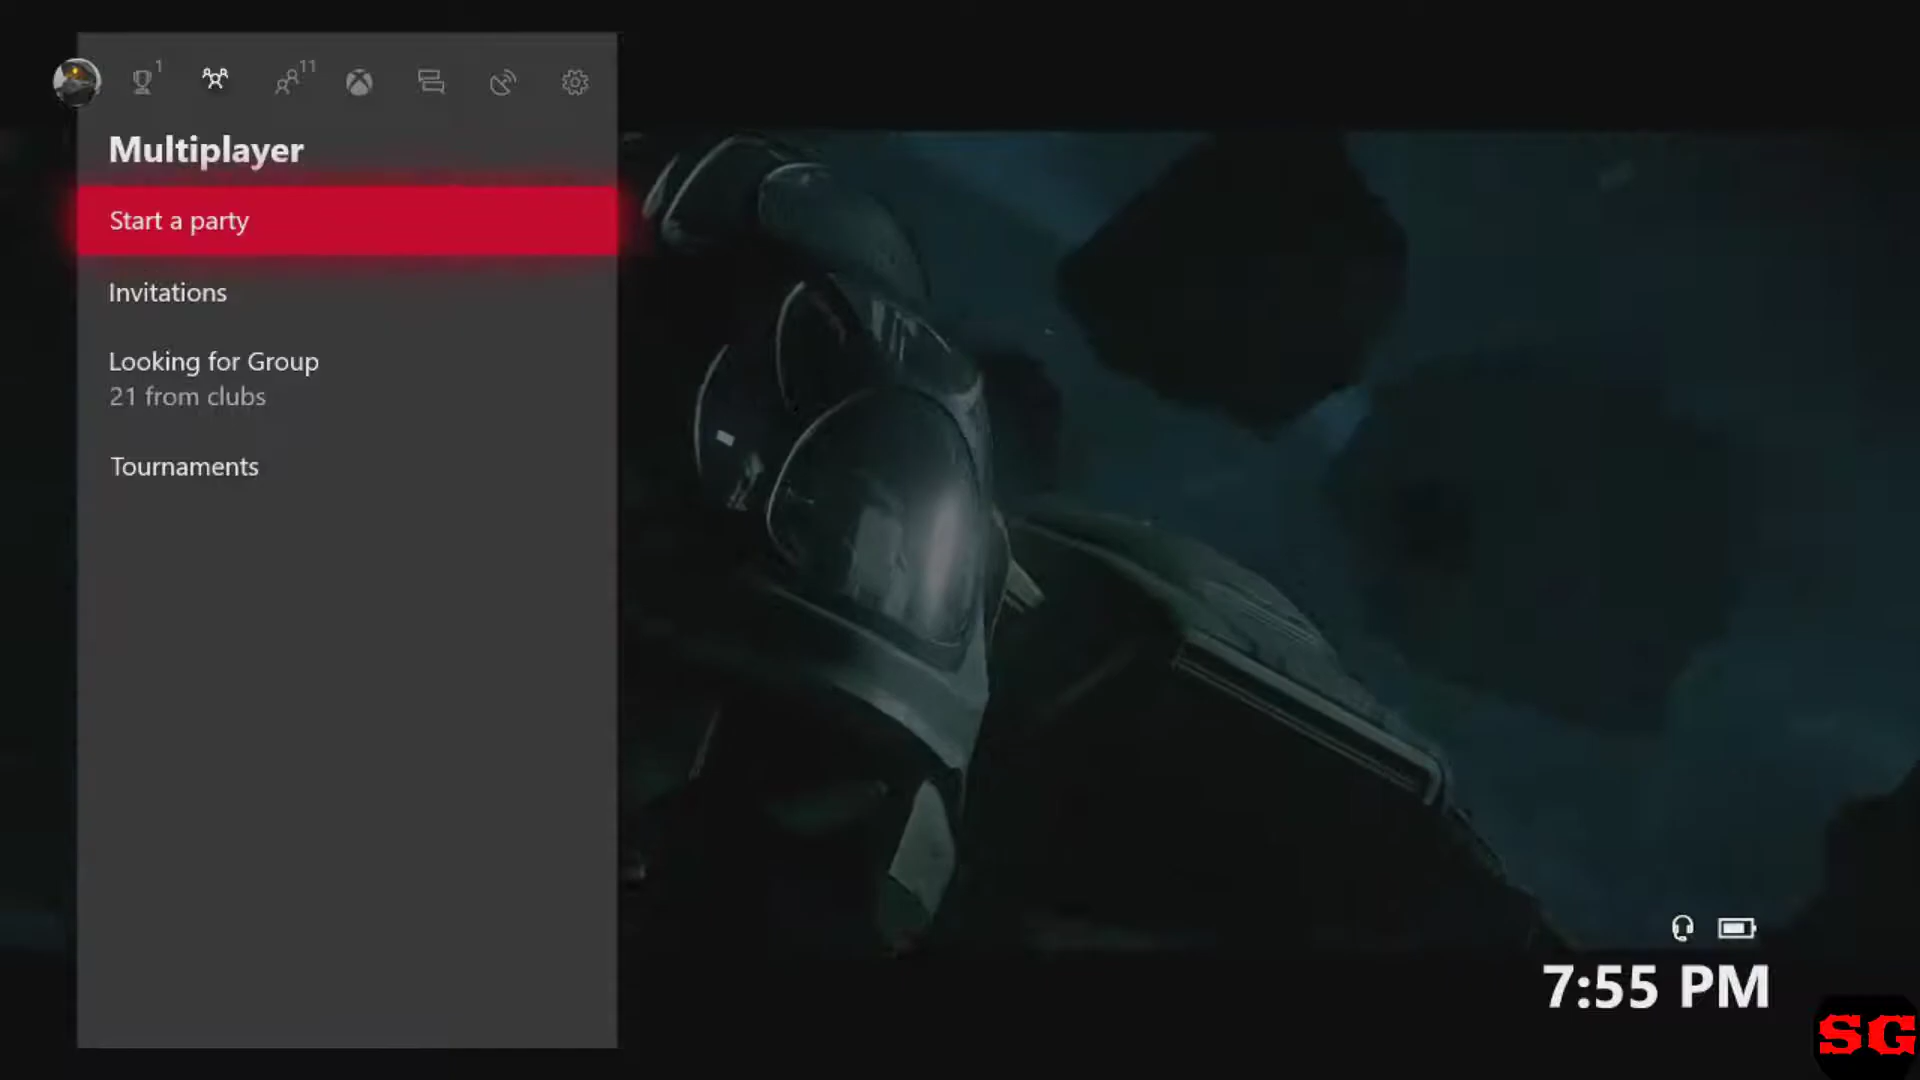 1
11
Multiplayer
Start a party
Invitations
Looking for Group
21 from clubs
Tournaments
7:55 PM
SG